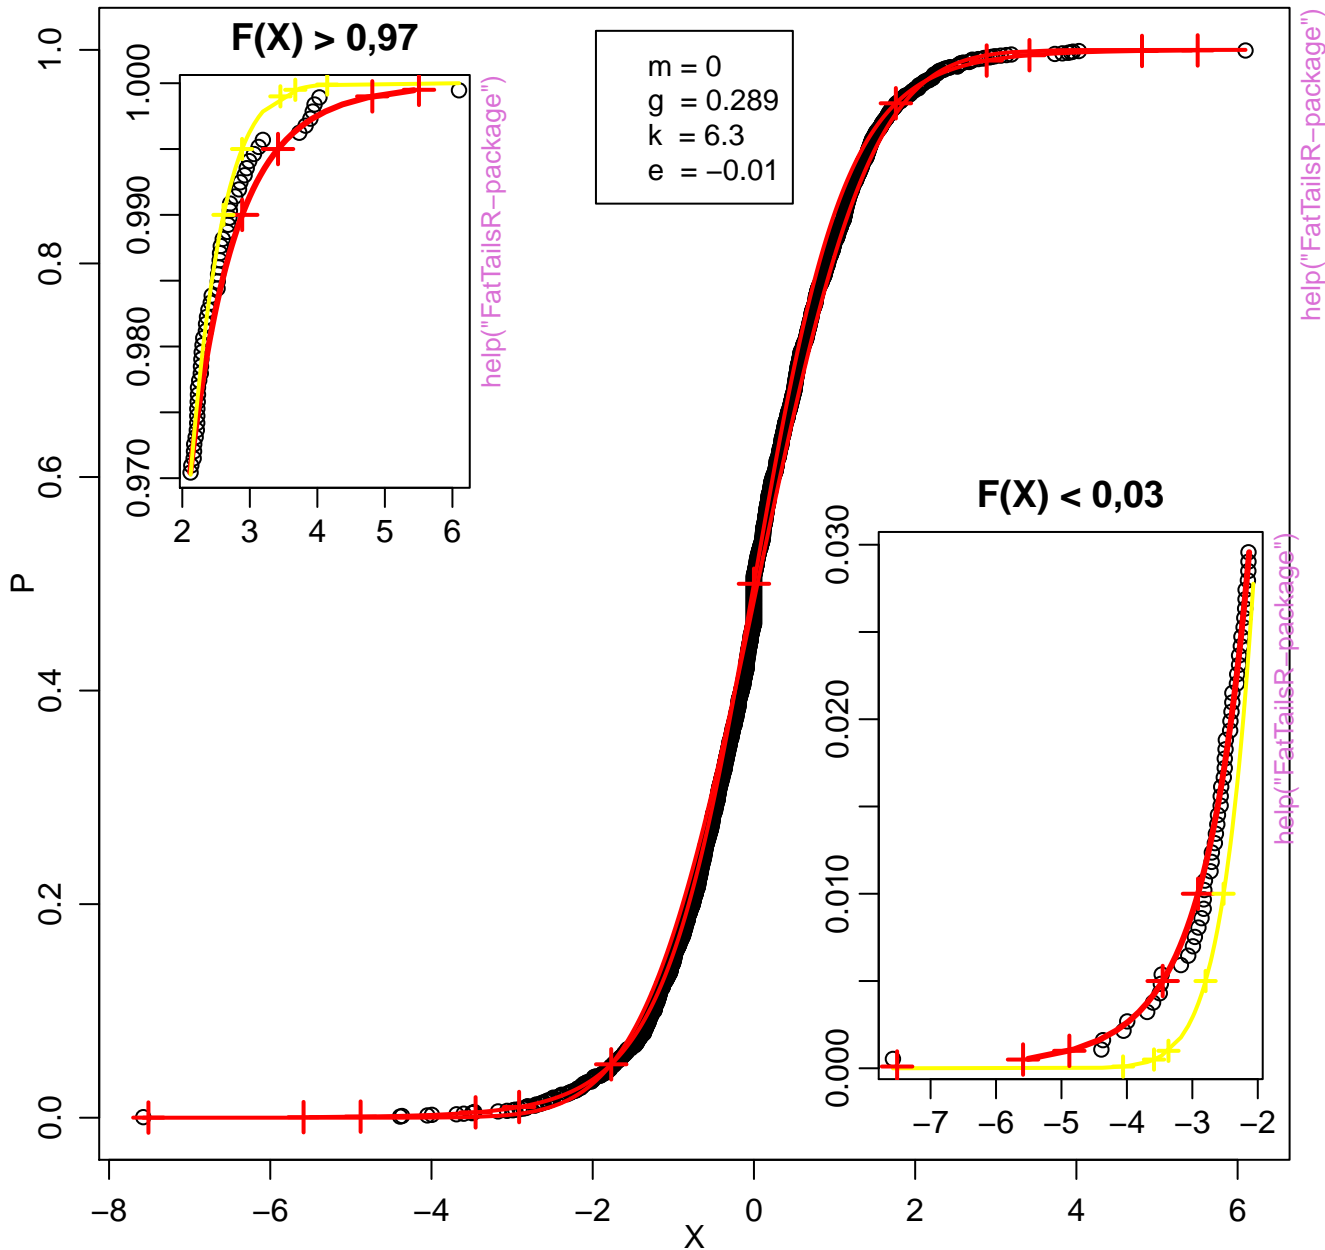 F(X) > 0,97
m = 0
g = 0.289
k = 6.3
e = −0.01
help("FatTailsR−package")
1.000
0.990
0.980
0.970
2 3 4 5 6
help("FatTailsR−package")
F(X) < 0,03
0.030
0.020
0.010
0.000
−7 −6 −5 −4 −3 −2
help("FatTailsR−package")
P
1.0
0.8
0.6
0.4
0.2
0.0
−8 −6 −4 −2 0 2 4 6
X